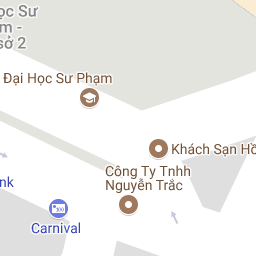 ọc Sư
m -
sở 2
Đại Học Sư Phạm
Khách Sạn Hồ
Công Ty Tnhh
Nguyễn Trắc
nk
Carnival